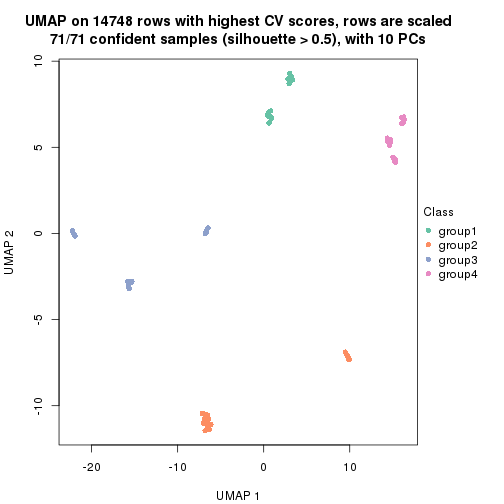 UMAP on 14748 rows with highest CV scores, rows are scaled
71/71 confident samples (silhouette > 0.5), with 10 PCs
10
5
0
-5
-10
UMAP 2
-20
-10
0
10
UMAP 1
Class
group1
group2
group3
group4